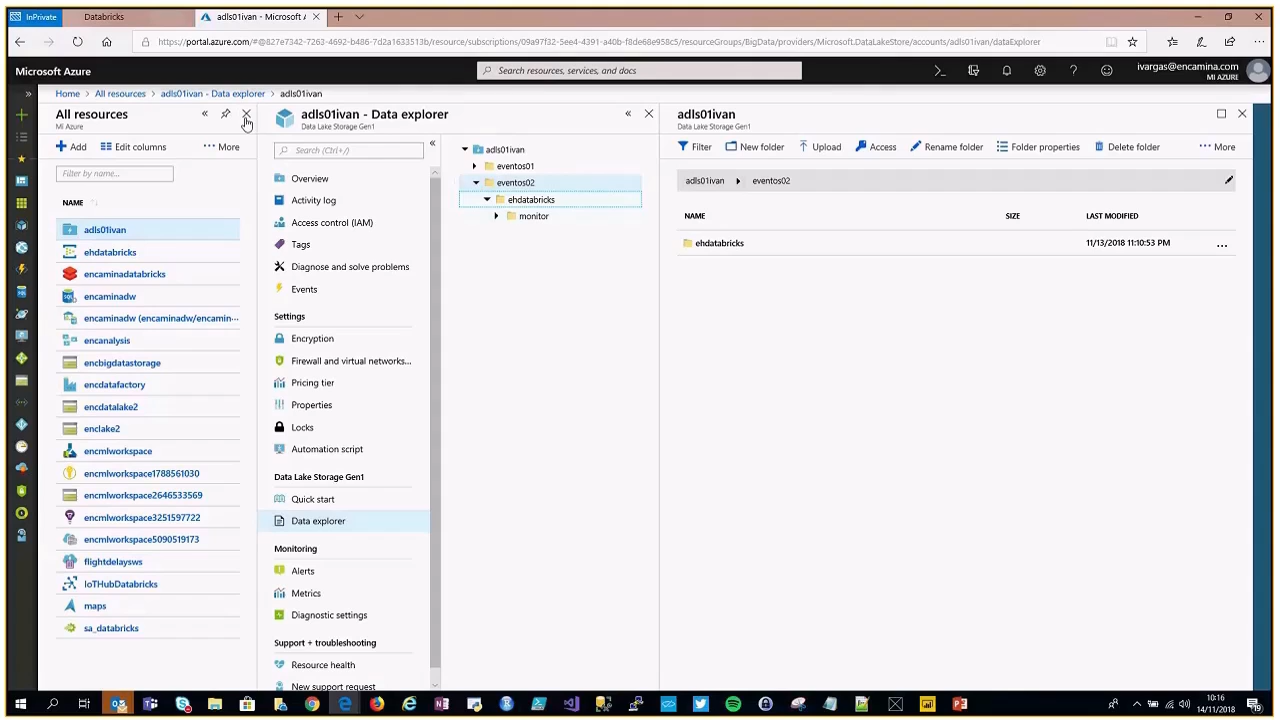 InPrivate
Databricks
adls01ivan - Microsoft A
https://portal.azure.com/#@827e7342-7263-4692-b486-7d2a1633513b/resource/subscriptions/09a97f32-5ee4-4391-a40b-f8de68e958c5/resourceGroups/BigData/providers/Microsoft.DataLakeStore/accounts/adls01ivan/dataExplorer
Microsoft Azure
Search resources, services, and docs
ivargas@encamina.com
MI AZURE
Home > All resources > adls01ivan - Data explorer > adls01ivan
All resources
Mi Azure
Add
Edit columns
More
Filter by name...
NAME
adls01ivan
ehdatabricks
encaminadatabricks
encaminadw
encaminadw (encaminadw/encamin...
encanalysis
encbigdatastorage
encdatafactory
encdatalake2
enclake2
encmlworkspace
encmlworkspace1788561030
encmlworkspace2646533569
encmlworkspace3251597722
encmlworkspace5090519173
flightdelaysws
IoTHubDatabricks
maps
sa_databricks
adls01ivan - Data explorer
Data Lake Storage Gen1
Search (Ctrl+/)
Overview
Activity log
Access control (IAM)
Tags
Diagnose and solve problems
Events
Settings
Encryption
Firewall and virtual networks...
Pricing tier
Properties
Locks
Automation script
Data Lake Storage Gen1
Quick start
Data explorer
Monitoring
Alerts
Metrics
Diagnostic settings
Support + troubleshooting
Resource health
New support request
adls01ivan
eventos01
eventos02
ehdatabricks
monitor
adls01ivan
Data Lake Storage Gen1
Filter
New folder
Upload
Access
Rename folder
Folder properties
Delete folder
More
adls01ivan
eventos02
NAME SIZE LAST MODIFIED
ehdatabricks 11/13/2018 11:10:53 PM
10:16
14/11/2018